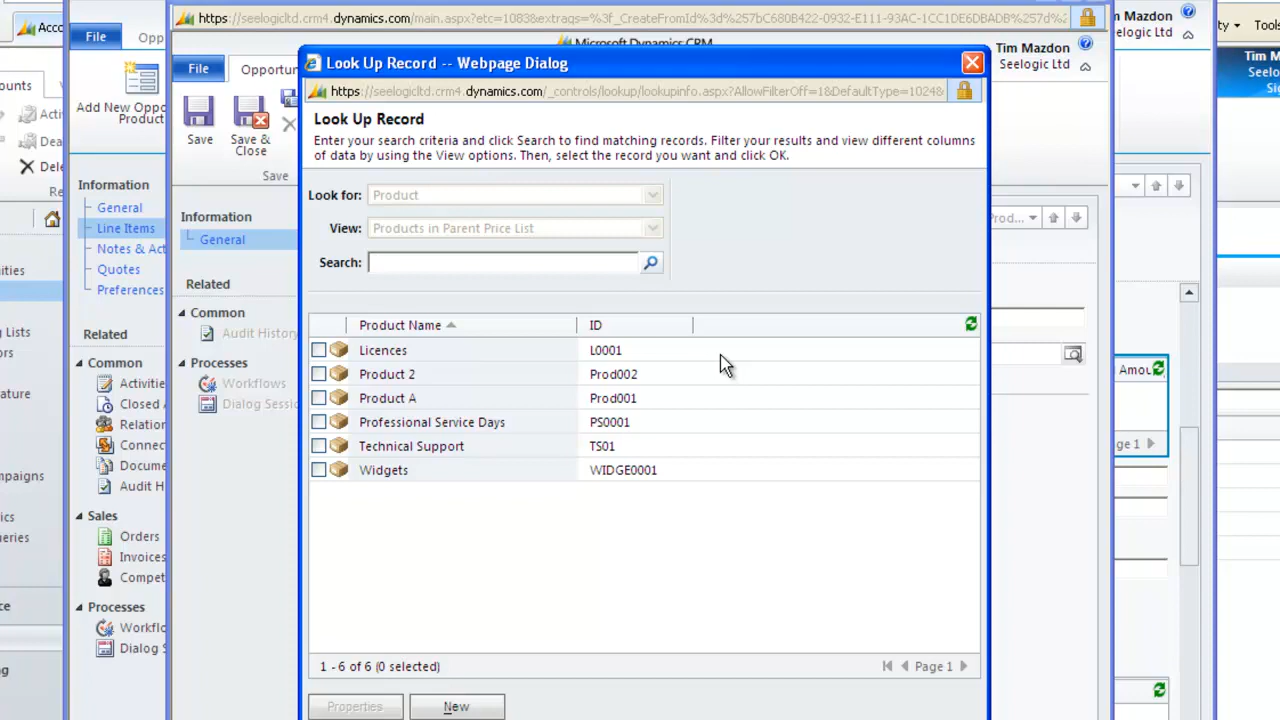 https://seelogicltd.crm4.dynamics.com/main.aspx?etc=1083&extraqs=%3f_CreateFromId%3d%257bC680B422-0932-E111-93AC-1CC1DE6DBADB%257d%2
File
File
Opportun
Microsoft Dynamics CRM
Tim Mazdon
Seelogic Ltd
Add New Oppo
Product
Save
Save &
Close
Save
Look Up Record -- Webpage Dialog
https://seelogicltd.crm4.dynamics.com/_controls/lookup/lookupinfo.aspx?AllowFilterOff=1&DefaultType=1024&
Look Up Record
Enter your search criteria and click Search to find matching records. Filter your results and view different columns
of data by using the View options. Then, select the record you want and click OK.
Look for: Product
View: Products in Parent Price List
Search:
Product Name ID
Licences L0001
Product 2 Prod002
Product A Prod001
Professional Service Days PS0001
Technical Support TS01
Widgets WIDGE0001
1 - 6 of 6 (0 selected)
Page 1
Properties
New
Information
General
Line Items
Notes & Act
Quotes
Preferences
Related
Common
Activities
Closed
Relation
Connec
Docume
Audit H
Sales
Orders
Invoices
Compet
Processes
Workflo
Dialog S
Information
General
Related
Common
Audit History
Processes
Workflows
Dialog Sessio
m Mazdon
elogic Ltd
Tools
Tim M
Seelo